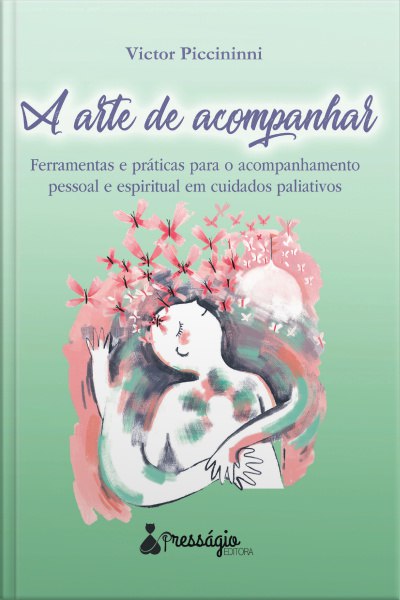 Victor Piccininni
A arte de acompanhar
Ferramentas e práticas para o acompanhamento
pessoal e espiritual em cuidados paliativos
Presságio
EDITORA